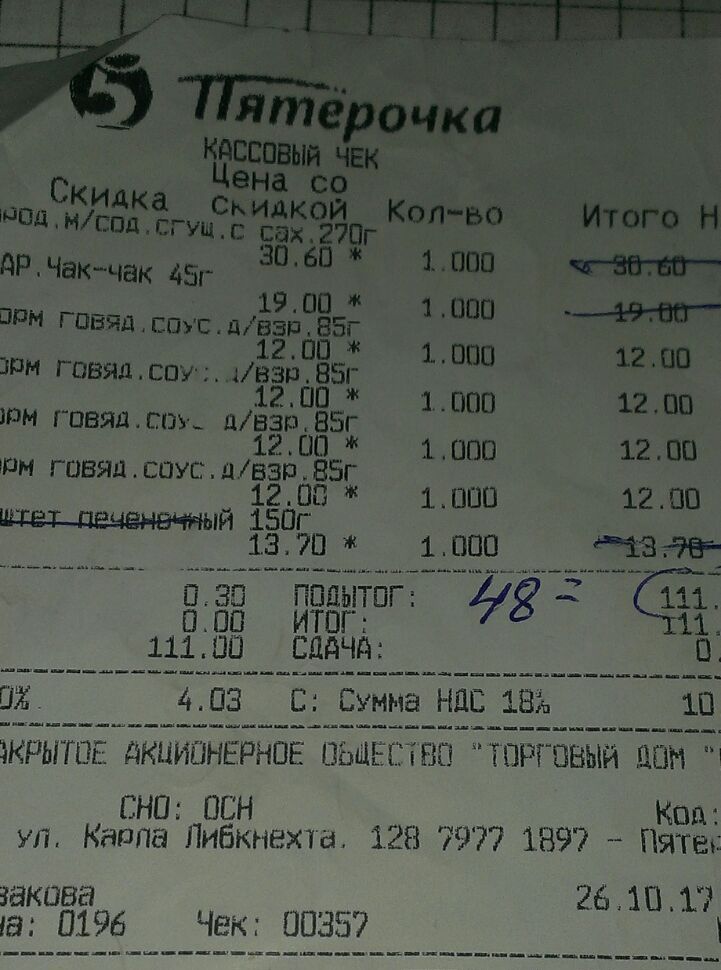 5 Пятёрочка
КАССОВЫЙ ЧЕК
Цена со
Скидка скидкой Кол-во Итого Н
РОД.М/СОД.СГУЩ.С сах.270г
30.60 * 1.000 30.60
АР.Чак-чак 45г
19.00 * 1.000 19.00
ОРМ ГОВЯД.СОУС.Д/ВЗР.85г
12.00 * 1.000 12.00
ОРМ ГОВЯД.СОУС.Д/ВЗР.85г
12.00 * 1.000 12.00
ОРМ ГОВЯД.СОУС Д/ВЗР.85г
12.00 * 1.000 12.00
ОРМ ГОВЯД.СОУС.Д/ВЗР.85г
12.00 * 1.000 12.00
штет печеночный 150г
13.70 * 1.000 13.70
0.30 ПОДЫТОГ: 48= 111.
0.00 ИТОГ: 111.
111.00 СДАЧА: 0.
0% 4.03 С: Сумма НДС 18% 10
АКРЫТОЕ АКЦИОНЕРНОЕ ОБЩЕСТВО "ТОРГОВЫЙ ДОМ "
СНО: ОСН Код:
ул. Карла Либкнехта. 128 7977 1897 - Пятер
закова 26.10.17
на: 0196 Чек: 00357